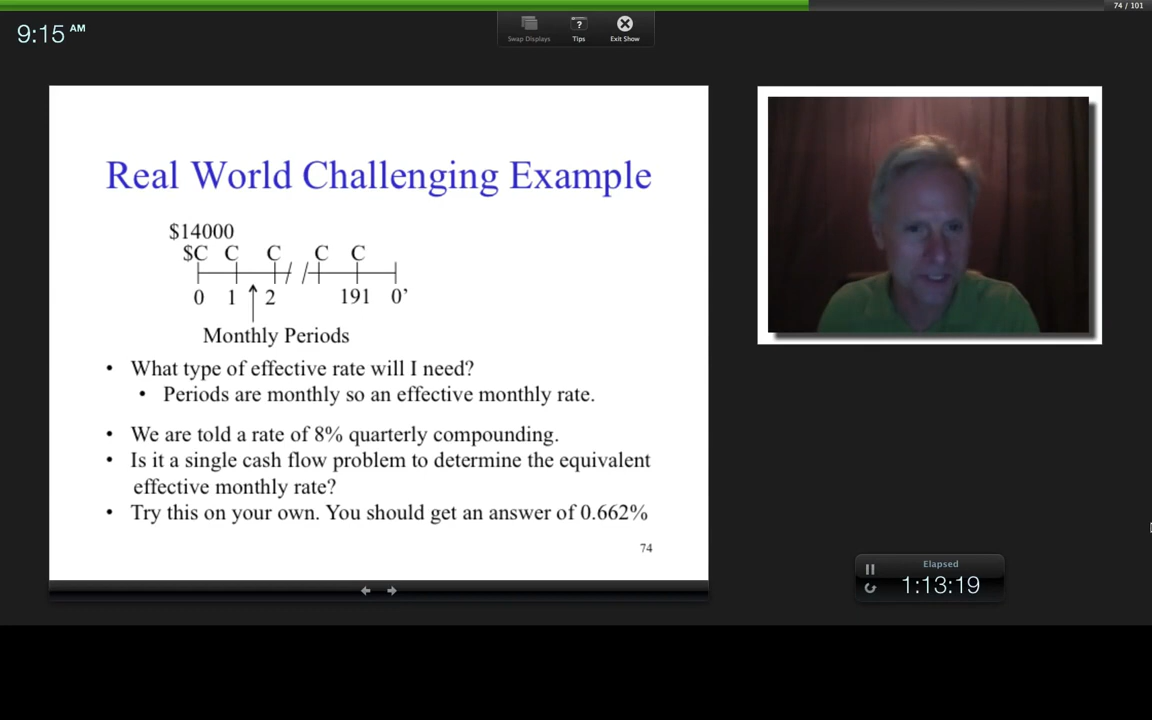 74 / 101
9:15 AM
Swap Displays
Tips
Exit Show
Real World Challenging Example
$14000
$C C C C C
0 1 2 191 0’
Monthly Periods
• What type of effective rate will I need?
• Periods are monthly so an effective monthly rate.
• We are told a rate of 8% quarterly compounding.
• Is it a single cash flow problem to determine the equivalent
effective monthly rate?
• Try this on your own. You should get an answer of 0.662%
74
Elapsed
1:13:19